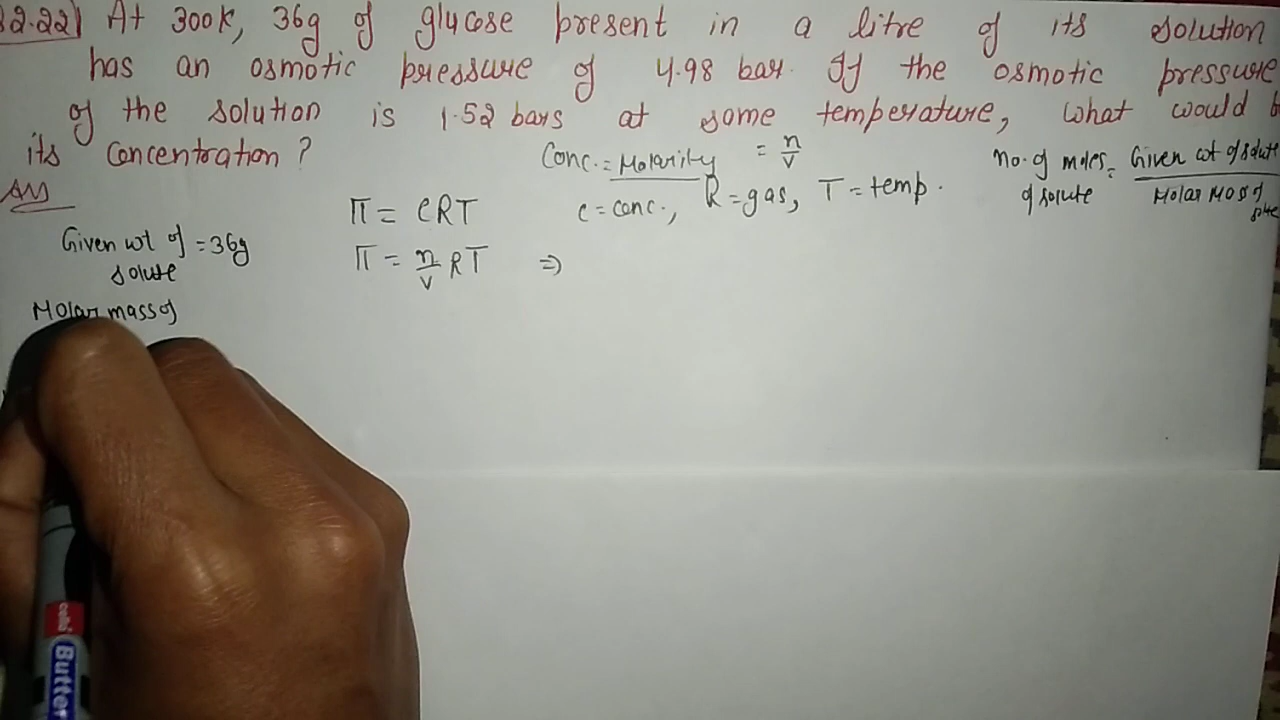 2.22) At 300K, 36g of glucose present in a litre of its solution
has an osmotic pressure of 4.98 bar. If the osmotic pressure
of the solution is 1.52 bars at some temperature, what would b
its Concentration?
Conc. = Molarity = n/v
No. of moles of solute = Given wt of solute / Molar Mass of solute
Ans
π = CRT
C = conc., R = gas, T = temp.
Given wt of solute = 36g
π = n/v RT ⇒
Molar mass of
cello Butter